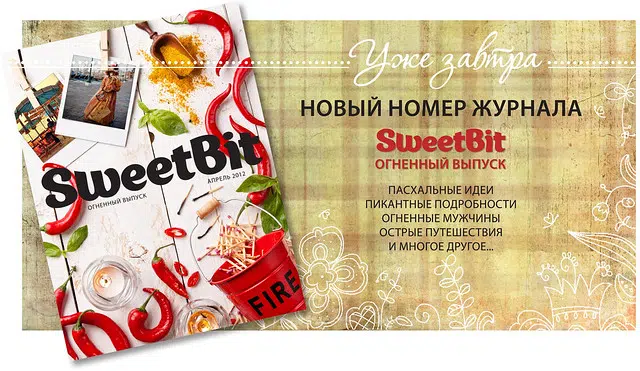 SweetBit
ОГНЕННЫЙ ВЫПУСК
АПРЕЛЬ 2012
FIRE
Уже завтра
НОВЫЙ НОМЕР ЖУРНАЛА
SweetBit
ОГНЕННЫЙ ВЫПУСК
ПАСХАЛЬНЫЕ ИДЕИ
ПИКАНТНЫЕ ПОДРОБНОСТИ
ОГНЕННЫЕ МУЖЧИНЫ
ОСТРЫЕ ПУТЕШЕСТВИЯ
И МНОГОЕ ДРУГОЕ...